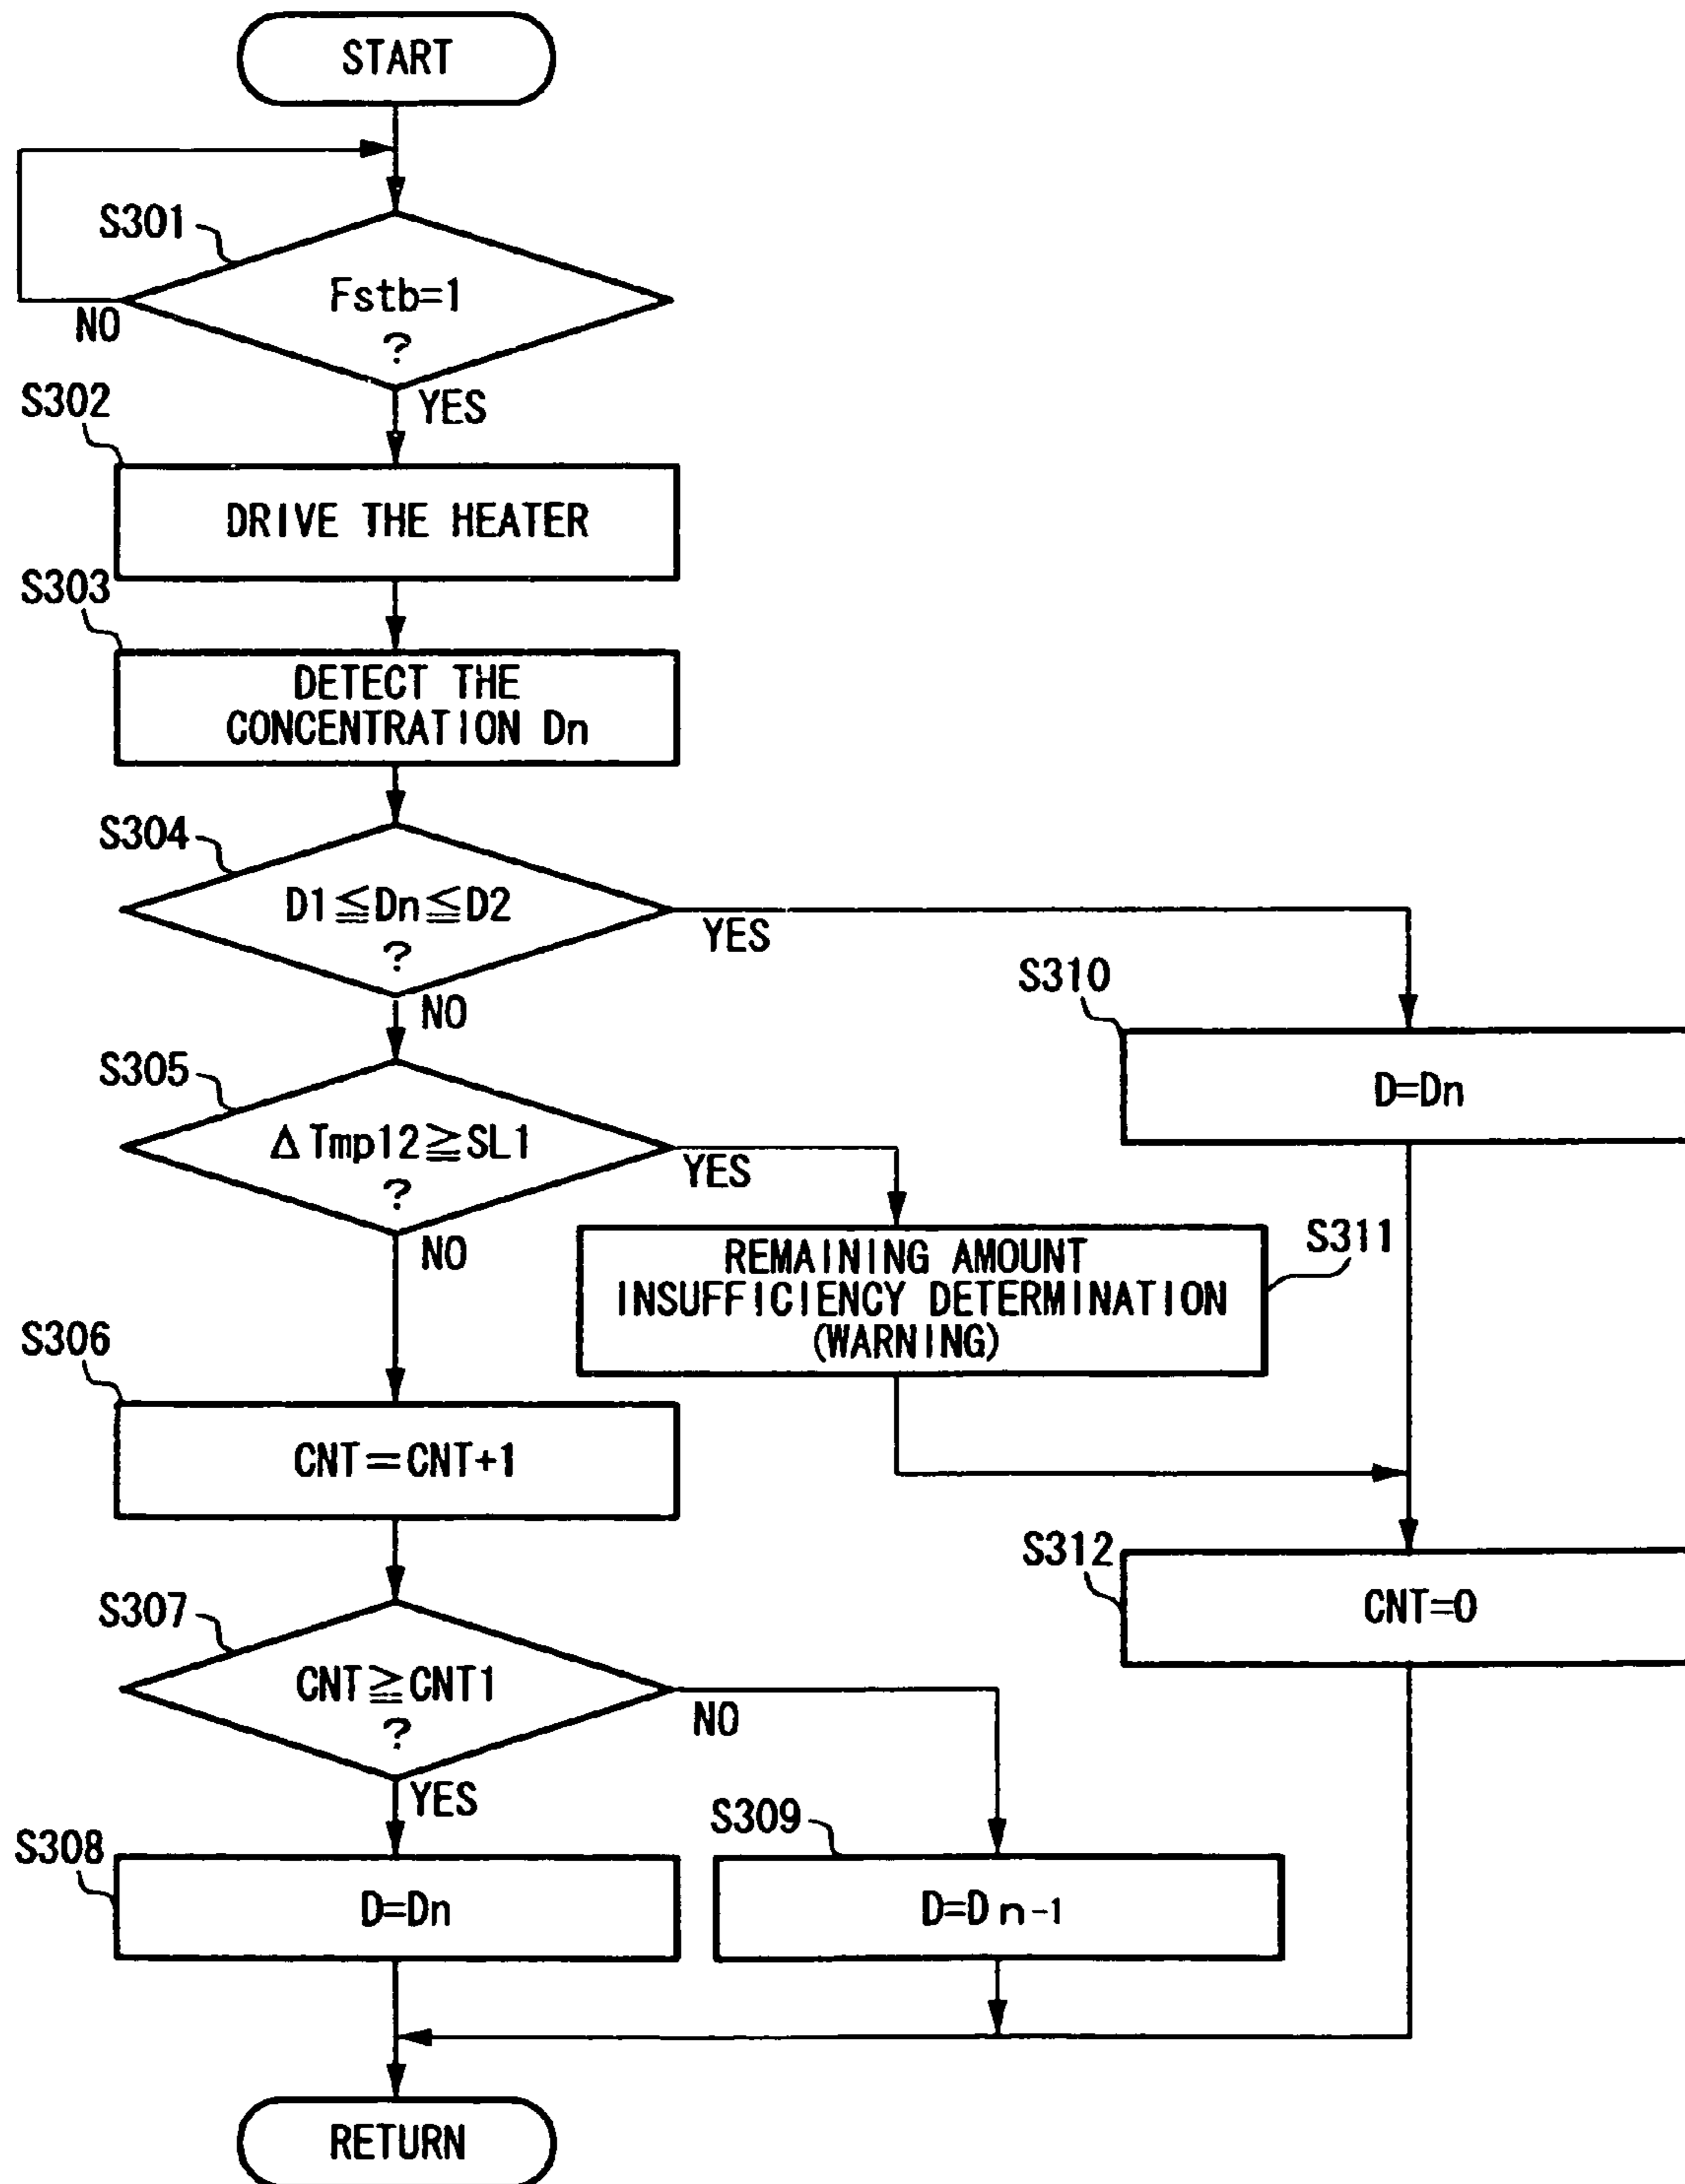 START
S301
Fstb=1
?
NO
YES
S302
DRIVE THE HEATER
S303
DETECT THE
CONCENTRATION Dn
S304
D1≦Dn≦D2
?
YES
NO
S310
D=Dn
S305
ΔTmp12≧SL1
?
YES
NO
S311
REMAINING AMOUNT
INSUFFICIENCY DETERMINATION
(WARNING)
S306
CNT=CNT+1
S312
CNT=0
S307
CNT≧CNT1
?
NO
YES
S308
D=Dn
S309
D=Dn-1
RETURN